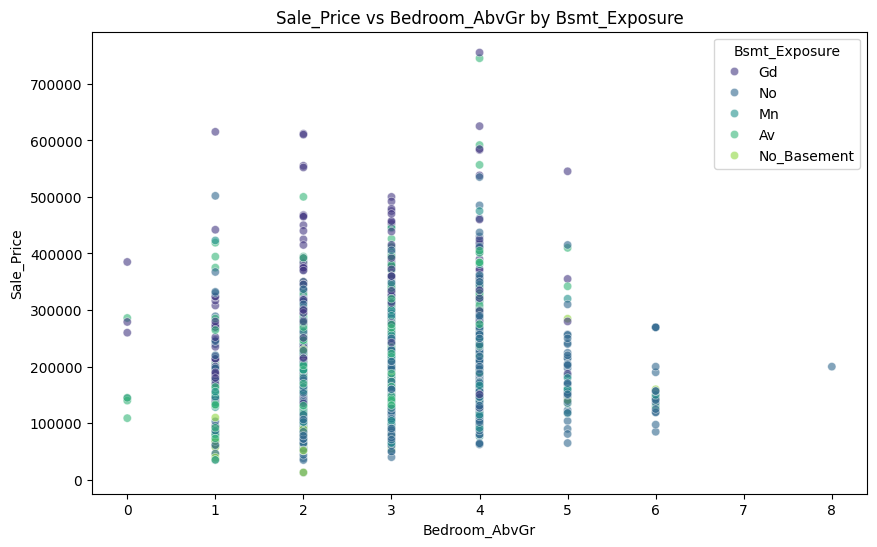 Sale_Price vs Bedroom_AbvGr by Bsmt_Exposure
Bsmt_Exposure
Gd
No
Mn
Av
No_Basement
Sale_Price
700000
600000
500000
400000
300000
200000
100000
0
0 1 2 3 4 5 6 7 8
Bedroom_AbvGr